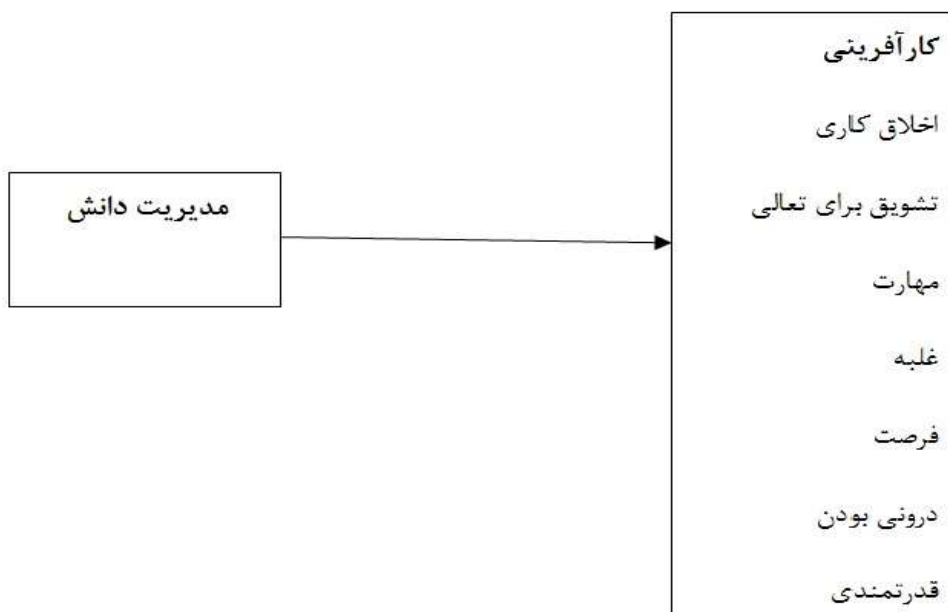 کارآفرینی
اخلاق کاری
تشویق برای تعالی
مهارت
غلبه
فرصت
درونی بودن
قدرتمندی
مدیریت دانش